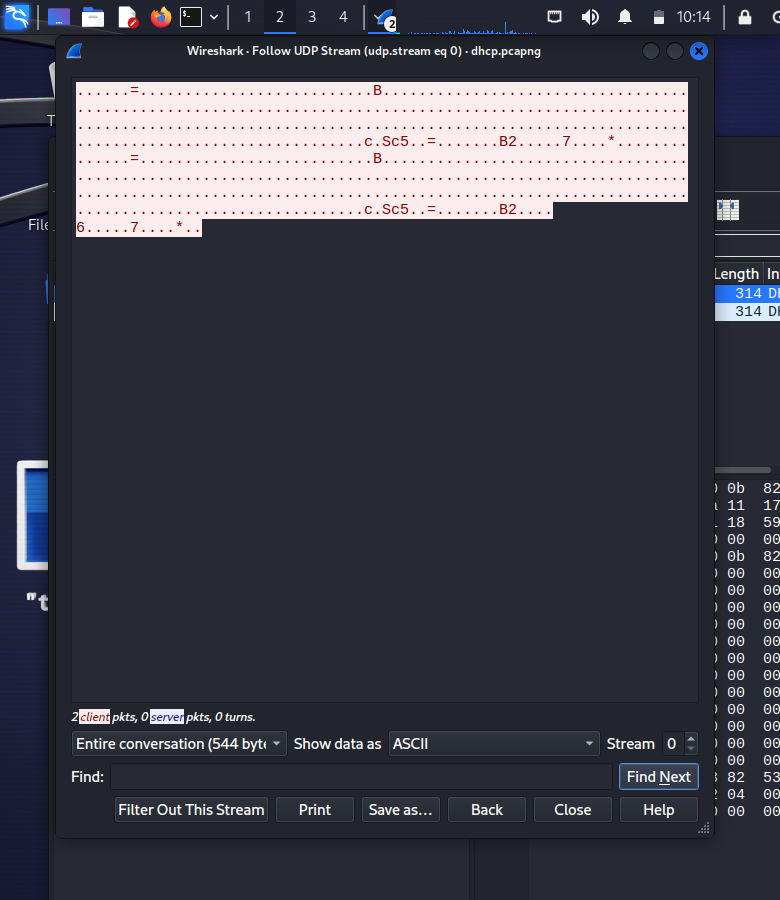 1 2 3 4 2 10:14
Wireshark · Follow UDP Stream (udp.stream eq 0) · dhcp.pcapng
......=..........................B..................................
....................................................................
....................................................................
................................c.Sc5..=.......B2.....7....*........
......=..........................B..................................
....................................................................
....................................................................
................................c.Sc5..=.......B2....
6.....7....*..
File
Length In
314 DH
314 DH
0b 82
11 17
18 59
00 00
0b 82
00 00
00 00
00 00
00 00
00 00
00 00
00 00
00 00
00 00
00 00
00 00
00 00
82 53
04 00
00 00
"t
2 client pkts, 0 server pkts, 0 turns.
Entire conversation (544 byte Show data as ASCII Stream 0
Find: Find Next
Filter Out This Stream Print Save as… Back Close Help